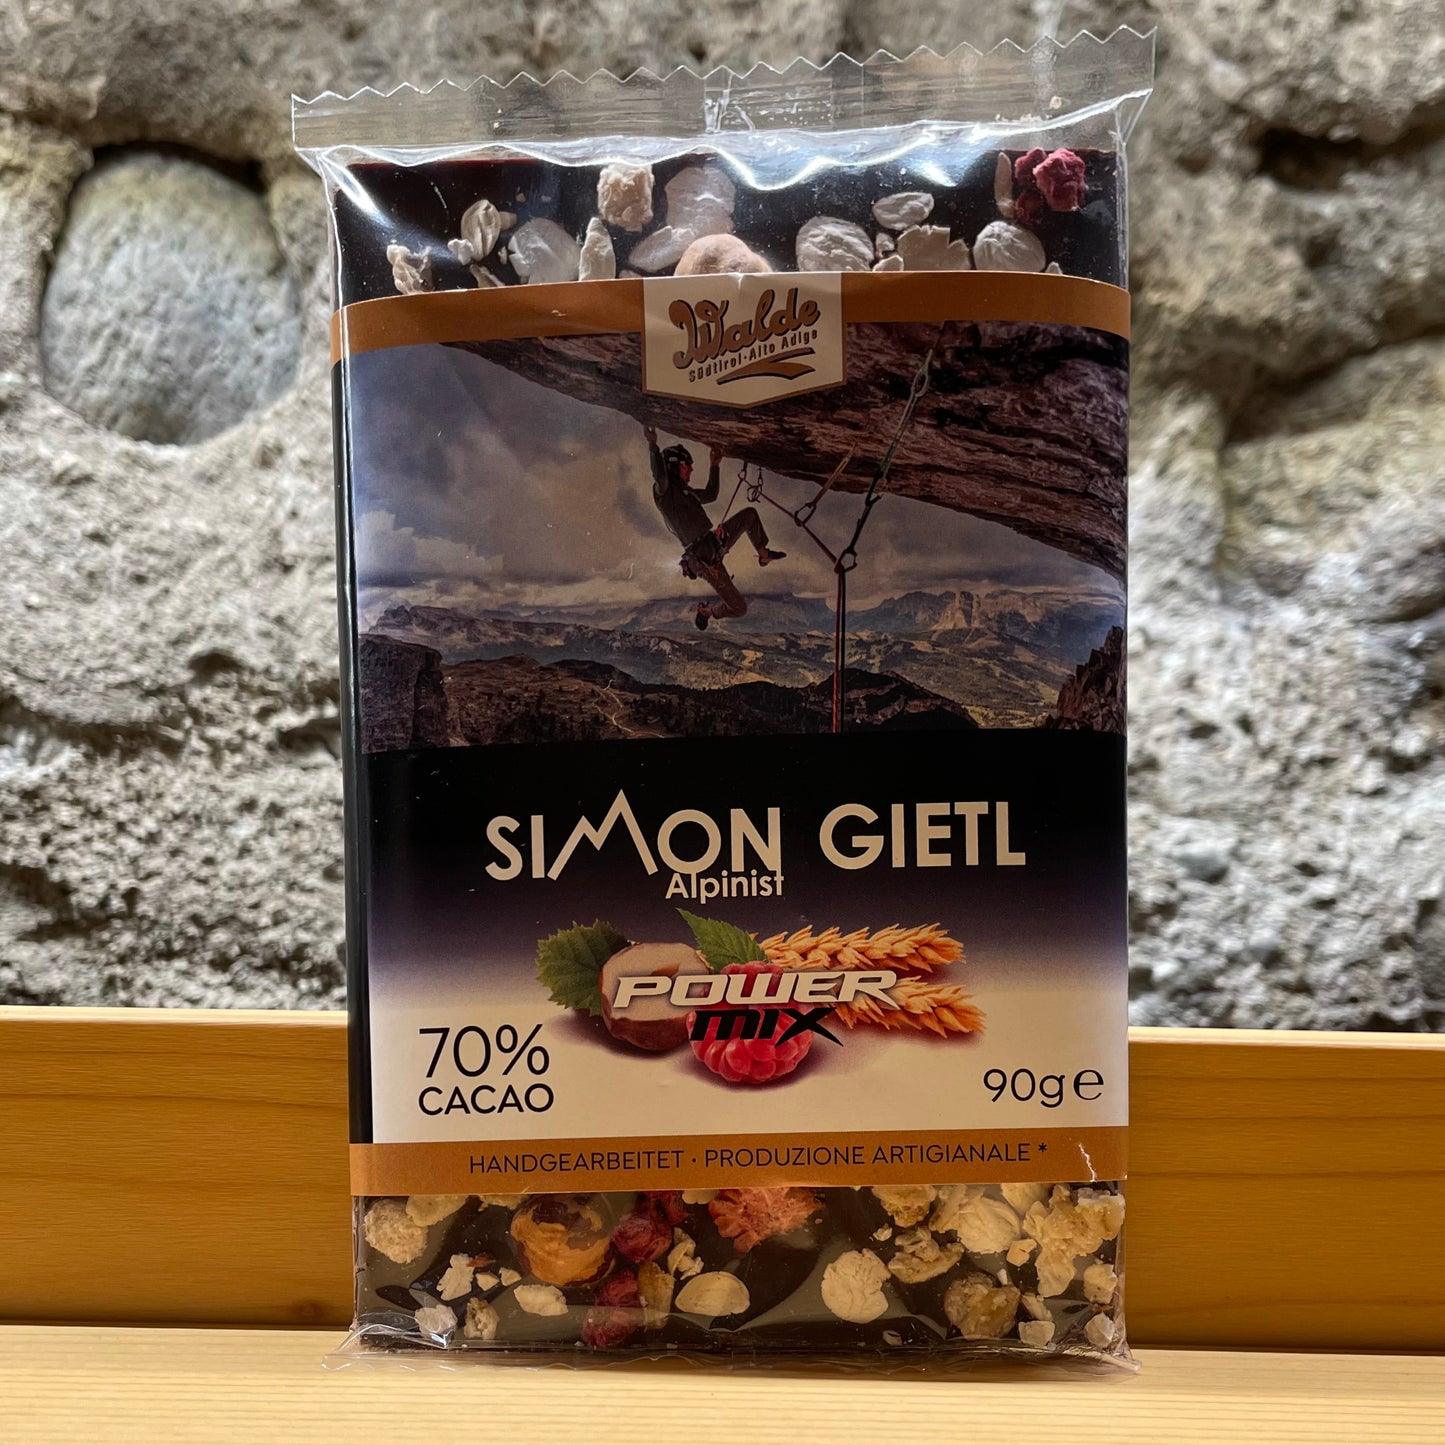 Walde
Südtirol·Alto Adige
SIMON GIETL
Alpinist
POWER
MIX
70%
CACAO
90g℮
HANDGEARBEITET · PRODUZIONE ARTIGIANALE *